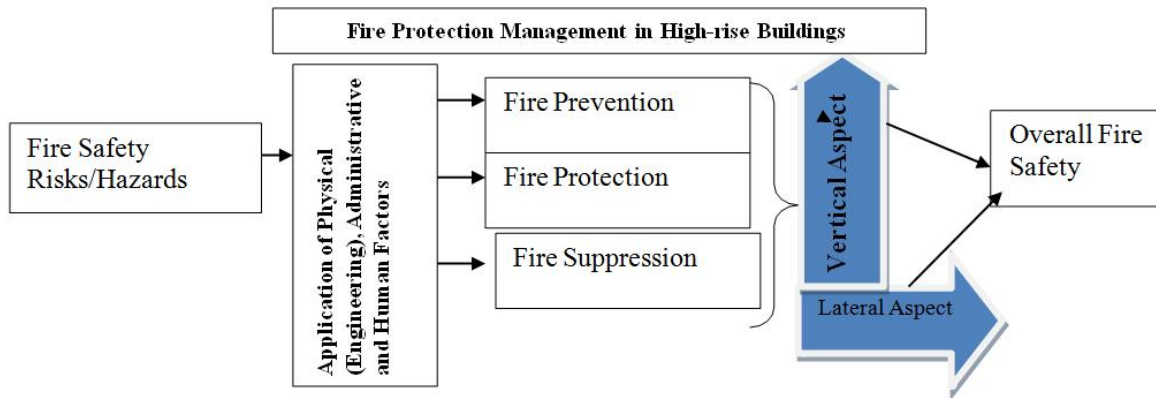 Fire Protection Management in High-rise Buildings
Fire Safety
Risks/Hazards
Application of Physical
(Engineering), Administrative
and Human Factors
Fire Prevention
Fire Protection
Fire Suppression
Vertical Aspect
Lateral Aspect
Overall Fire
Safety